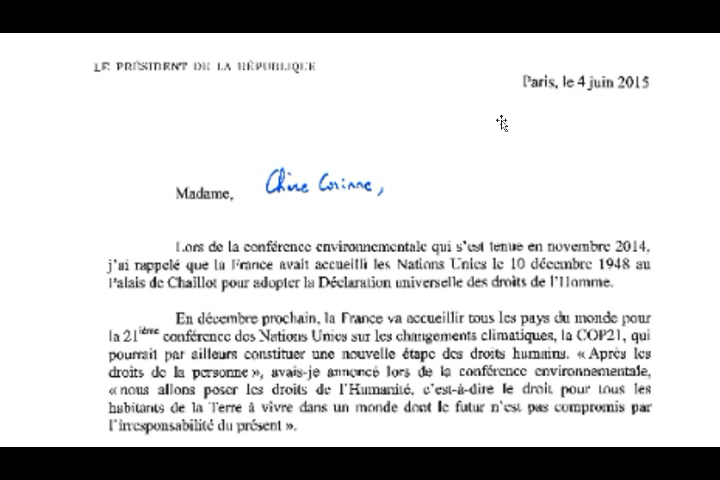 LE PRÉSIDENT DE LA RÉPUBLIQUE
Paris, le 4 juin 2015
Madame, Chère Corinne,
Lors de la conférence environnementale qui s'est tenue en novembre 2014,
j'ai rappelé que la France avait accueilli les Nations Unies le 10 décembre 1948 au
Palais de Chaillot pour adopter la Déclaration universelle des droits de l'Homme.
En décembre prochain, la France va accueillir tous les pays du monde pour
la 21ième conférence des Nations Unies sur les changements climatiques, la COP21, qui
pourrait par ailleurs constituer une nouvelle étape des droits humains. « Après les
droits de la personne », avais-je annoncé lors de la conférence environnementale,
« nous allons poser les droits de l'Humanité, c'est-à-dire le droit pour tous les
habitants de la Terre à vivre dans un monde dont le futur n'est pas compromis par
l'irresponsabilité du présent ».